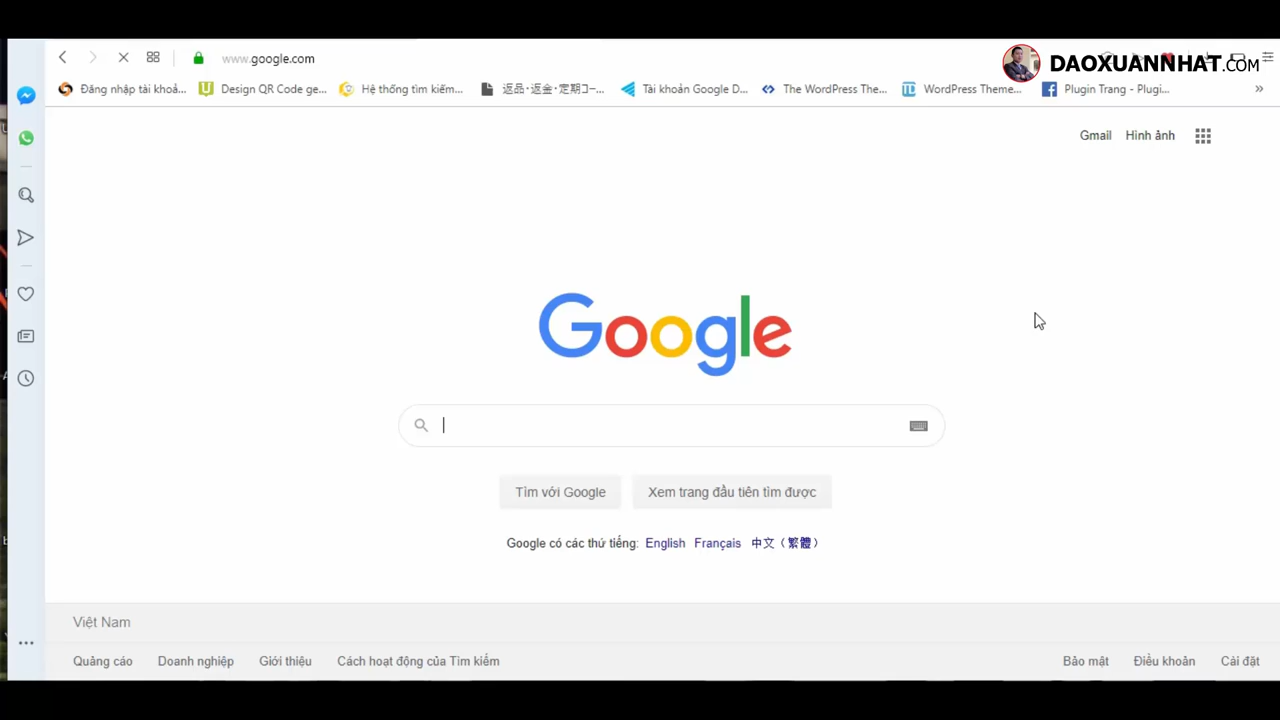 www.google.com
DAOXUANNHAT.COM
Đăng nhập tài khoả...
Design QR Code ge...
Hệ thống tìm kiếm...
返品・返金・定期コー...
Tài khoản Google D...
The WordPress The...
WordPress Theme...
Plugin Trang - Plugi...
»
Gmail
Hình ảnh
Google
Tìm với Google
Xem trang đầu tiên tìm được
Google có các thứ tiếng: English Français 中文（繁體）
Việt Nam
Quảng cáo
Doanh nghiệp
Giới thiệu
Cách hoạt động của Tìm kiếm
Bảo mật
Điều khoản
Cài đặt